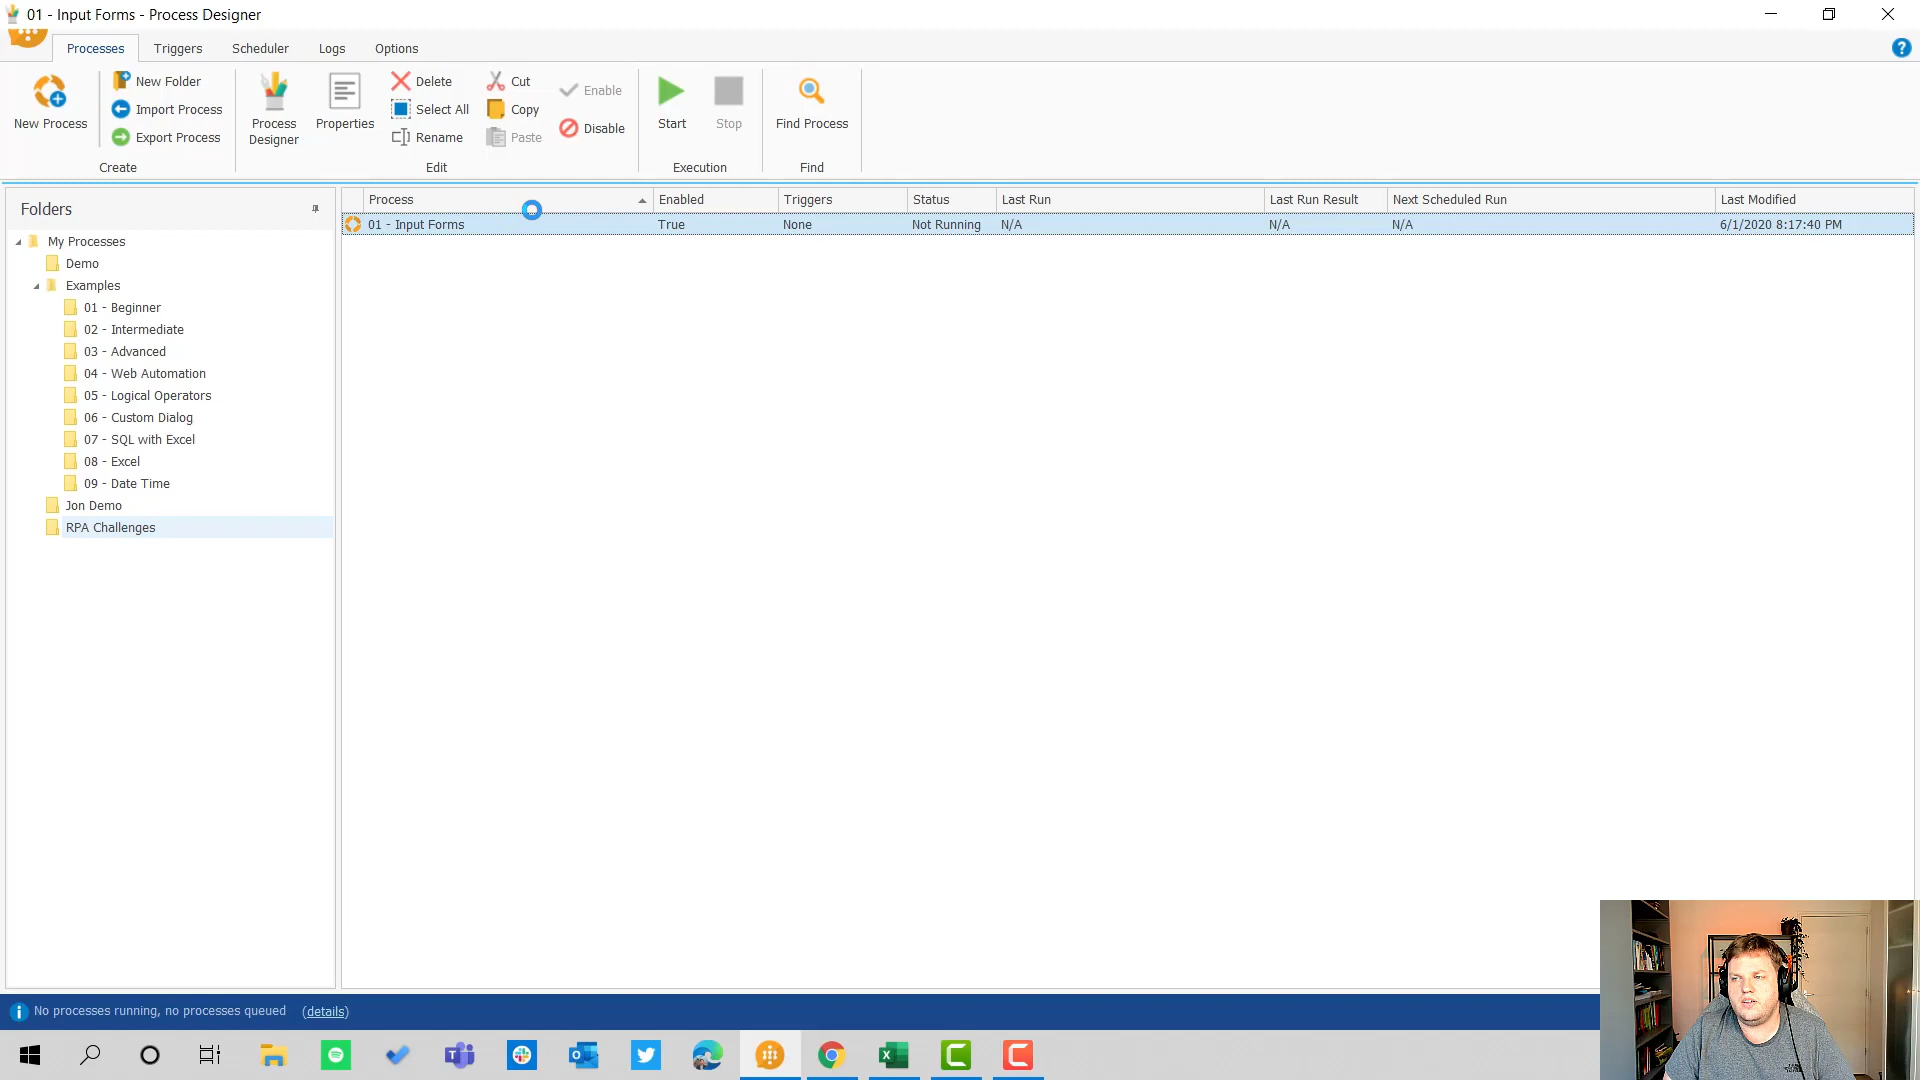 01 - Input Forms - Process Designer
Processes Triggers Scheduler Logs Options
New Process
New Folder
Import Process
Export Process
Create
Process Designer
Properties
Delete
Select All
Rename
Cut
Copy
Paste
Enable
Disable
Edit
Start
Stop
Execution
Find Process
Find
Folders
My Processes
Demo
Examples
01 - Beginner
02 - Intermediate
03 - Advanced
04 - Web Automation
05 - Logical Operators
06 - Custom Dialog
07 - SQL with Excel
08 - Excel
09 - Date Time
Jon Demo
RPA Challenges
Process Enabled Triggers Status Last Run Last Run Result Next Scheduled Run Last Modified
01 - Input Forms True None Not Running N/A N/A N/A 6/1/2020 8:17:40 PM
No processes running, no processes queued (details)